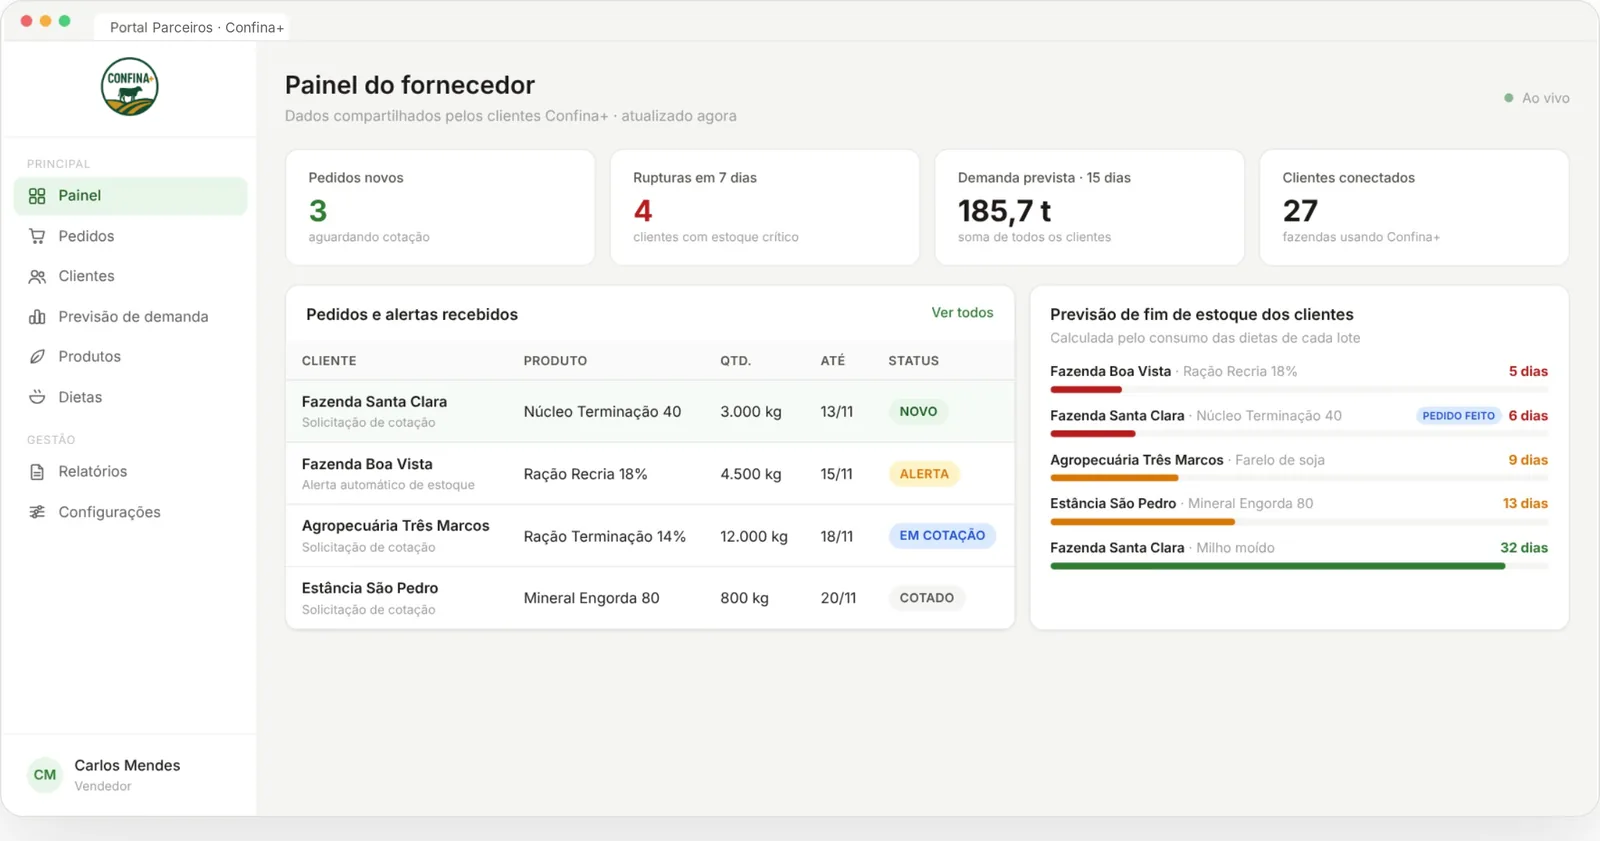 Portal Parceiros · Confina+
CONFINA+
PRINCIPAL
Painel
Pedidos
Clientes
Previsão de demanda
Produtos
Dietas
GESTÃO
Relatórios
Configurações
CM
Carlos Mendes
Vendedor
Painel do fornecedor
Dados compartilhados pelos clientes Confina+ · atualizado agora
Ao vivo
Pedidos novos
3
aguardando cotação
Rupturas em 7 dias
4
clientes com estoque crítico
Demanda prevista · 15 dias
185,7 t
soma de todos os clientes
Clientes conectados
27
fazendas usando Confina+
Pedidos e alertas recebidos
Ver todos
CLIENTE PRODUTO QTD. ATÉ STATUS
Fazenda Santa Clara
Solicitação de cotação
Núcleo Terminação 40 3.000 kg 13/11 NOVO
Fazenda Boa Vista
Alerta automático de estoque
Ração Recria 18% 4.500 kg 15/11 ALERTA
Agropecuária Três Marcos
Solicitação de cotação
Ração Terminação 14% 12.000 kg 18/11 EM COTAÇÃO
Estância São Pedro
Solicitação de cotação
Mineral Engorda 80 800 kg 20/11 COTADO
Previsão de fim de estoque dos clientes
Calculada pelo consumo das dietas de cada lote
Fazenda Boa Vista · Ração Recria 18% 5 dias
Fazenda Santa Clara · Núcleo Terminação 40 PEDIDO FEITO 6 dias
Agropecuária Três Marcos · Farelo de soja 9 dias
Estância São Pedro · Mineral Engorda 80 13 dias
Fazenda Santa Clara · Milho moído 32 dias